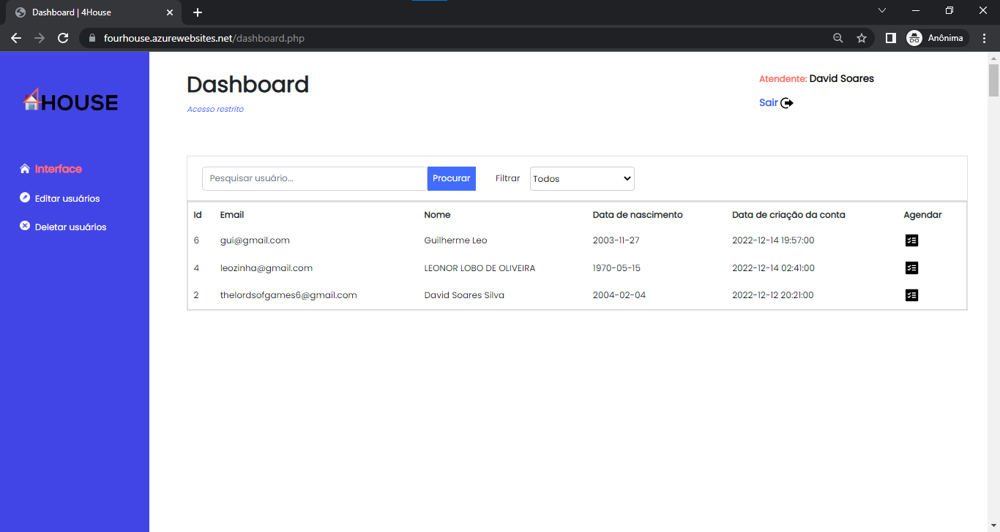 Dashboard | 4House
fourhouse.azurewebsites.net/dashboard.php
Anônima
4HOUSE
Interface
Editar usuários
Deletar usuários
Dashboard
Acesso restrito
Atendente: David Soares
Sair
Pesquisar usuário... Procurar Filtrar Todos
Id Email Nome Data de nascimento Data de criação da conta Agendar
6 gui@gmail.com Guilherme Leo 2003-11-27 2022-12-14 19:57:00
4 leozinha@gmail.com LEONOR LOBO DE OLIVEIRA 1970-05-15 2022-12-14 02:41:00
2 thelordsofgames6@gmail.com David Soares Silva 2004-02-04 2022-12-12 20:21:00